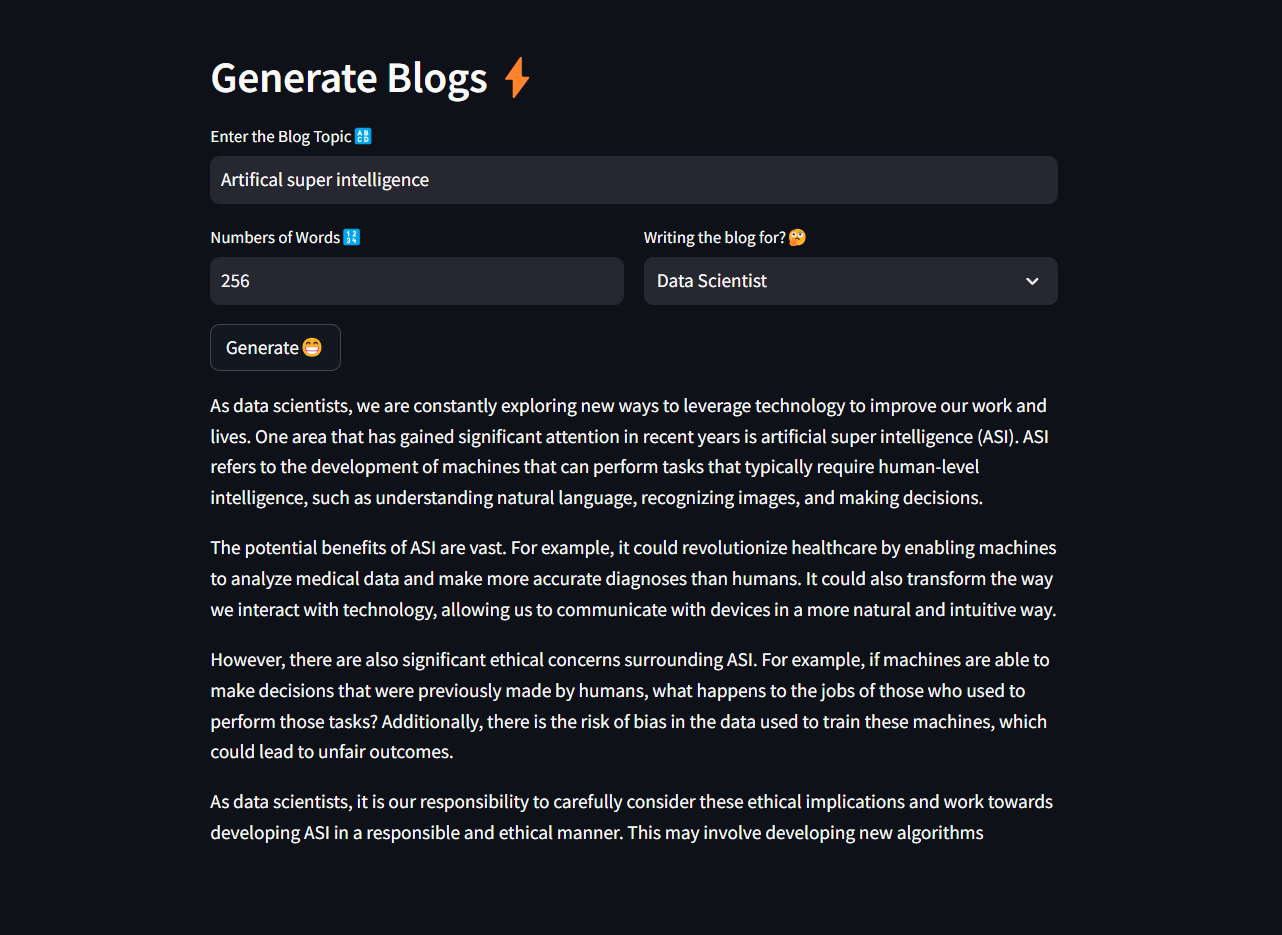 Generate Blogs ⚡
Enter the Blog Topic 🔠
Artifical super intelligence
Numbers of Words 🔢
Writing the blog for? 🤔
256
Data Scientist
Generate 😁
As data scientists, we are constantly exploring new ways to leverage technology to improve our work and
lives. One area that has gained significant attention in recent years is artificial super intelligence (ASI). ASI
refers to the development of machines that can perform tasks that typically require human-level
intelligence, such as understanding natural language, recognizing images, and making decisions.
The potential benefits of ASI are vast. For example, it could revolutionize healthcare by enabling machines
to analyze medical data and make more accurate diagnoses than humans. It could also transform the way
we interact with technology, allowing us to communicate with devices in a more natural and intuitive way.
However, there are also significant ethical concerns surrounding ASI. For example, if machines are able to
make decisions that were previously made by humans, what happens to the jobs of those who used to
perform those tasks? Additionally, there is the risk of bias in the data used to train these machines, which
could lead to unfair outcomes.
As data scientists, it is our responsibility to carefully consider these ethical implications and work towards
developing ASI in a responsible and ethical manner. This may involve developing new algorithms